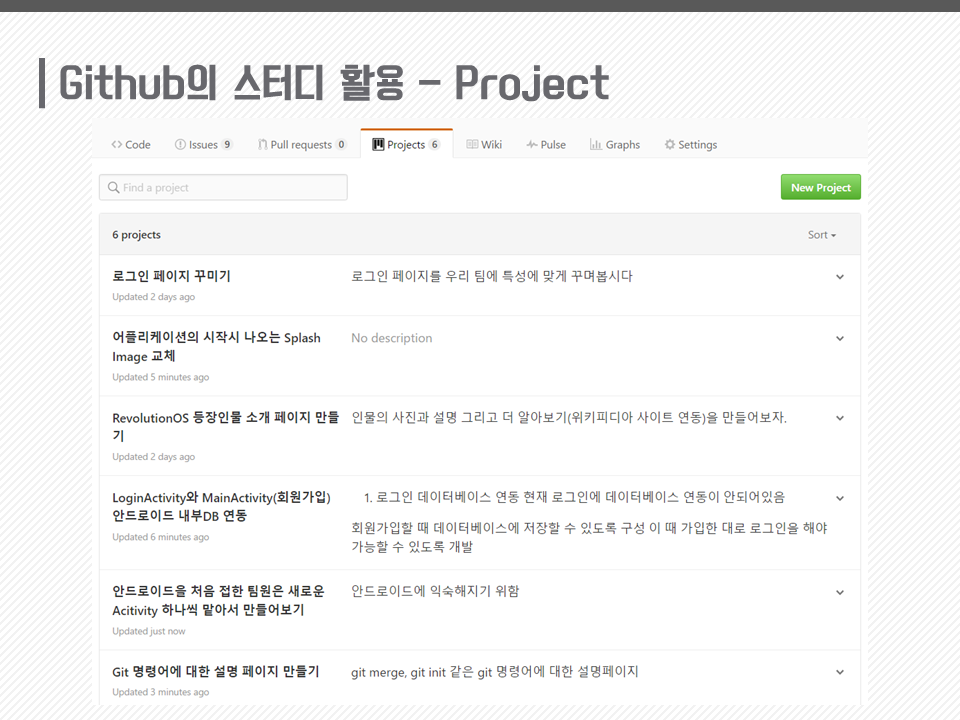 Github의 스터디 활용 – Project
Code Issues 9 Pull requests 0 Projects 6 Wiki Pulse Graphs Settings
Find a project New Project
6 projects Sort
로그인 페이지 꾸미기 로그인 페이지를 우리 팀에 특성에 맞게 꾸며봅시다
Updated 2 days ago
어플리케이션의 시작시 나오는 Splash No description
Image 교체
Updated 5 minutes ago
RevolutionOS 등장인물 소개 페이지 만들 인물의 사진과 설명 그리고 더 알아보기(위키피디아 사이트 연동)을 만들어보자.
기
Updated 2 days ago
LoginActivity와 MainActivity(회원가입) 1. 로그인 데이터베이스 연동 현재 로그인에 데이터베이스 연동이 안되어있음
안드로이드 내부DB 연동
회원가입할 때 데이터베이스에 저장할 수 있도록 구성 이 때 가입한 대로 로그인을 해야
Updated 6 minutes ago
가능할 수 있도록 개발
안드로이드를 처음 접한 팀원은 새로운 안드로이드에 익숙해지기 위함
Acitivity 하나씩 맡아서 만들어보기
Updated just now
Git 명령어에 대한 설명 페이지 만들기 git merge, git init 같은 git 명령어에 대한 설명페이지
Updated 3 minutes ago